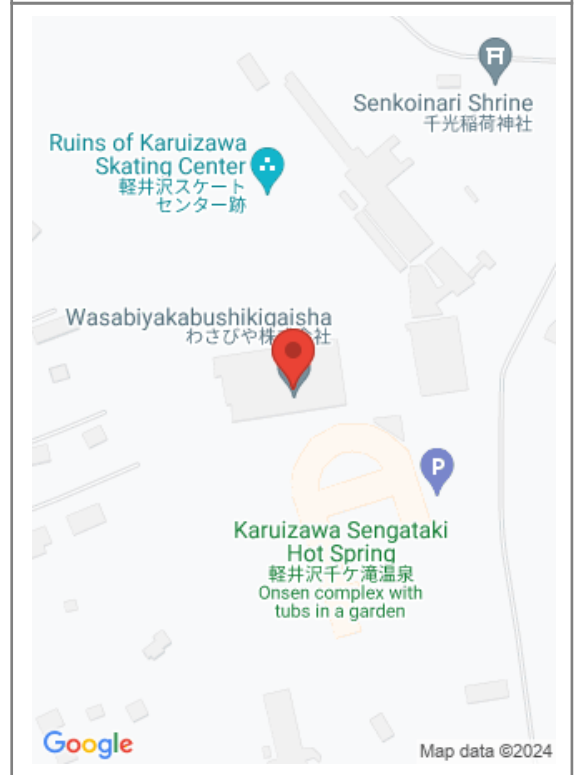 Senkoinari Shrine
千光稲荷神社
Ruins of Karuizawa
Skating Center
軽井沢スケート
センター跡
Wasabiyakabushikigaisha
わさびや株 社
P
Karuizawa Sengataki
Hot Spring
軽井沢千ケ滝温泉
Onsen complex with
tubs in a garden
Google
Map data ©2024